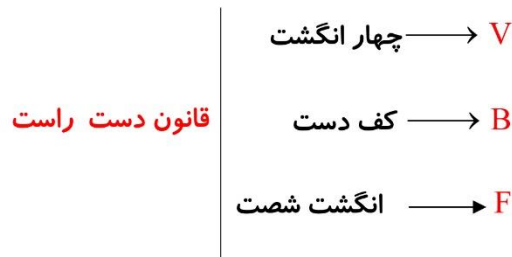 چهار انگشت → V
قانون دست راست
کف دست → B
انگشت شصت → F